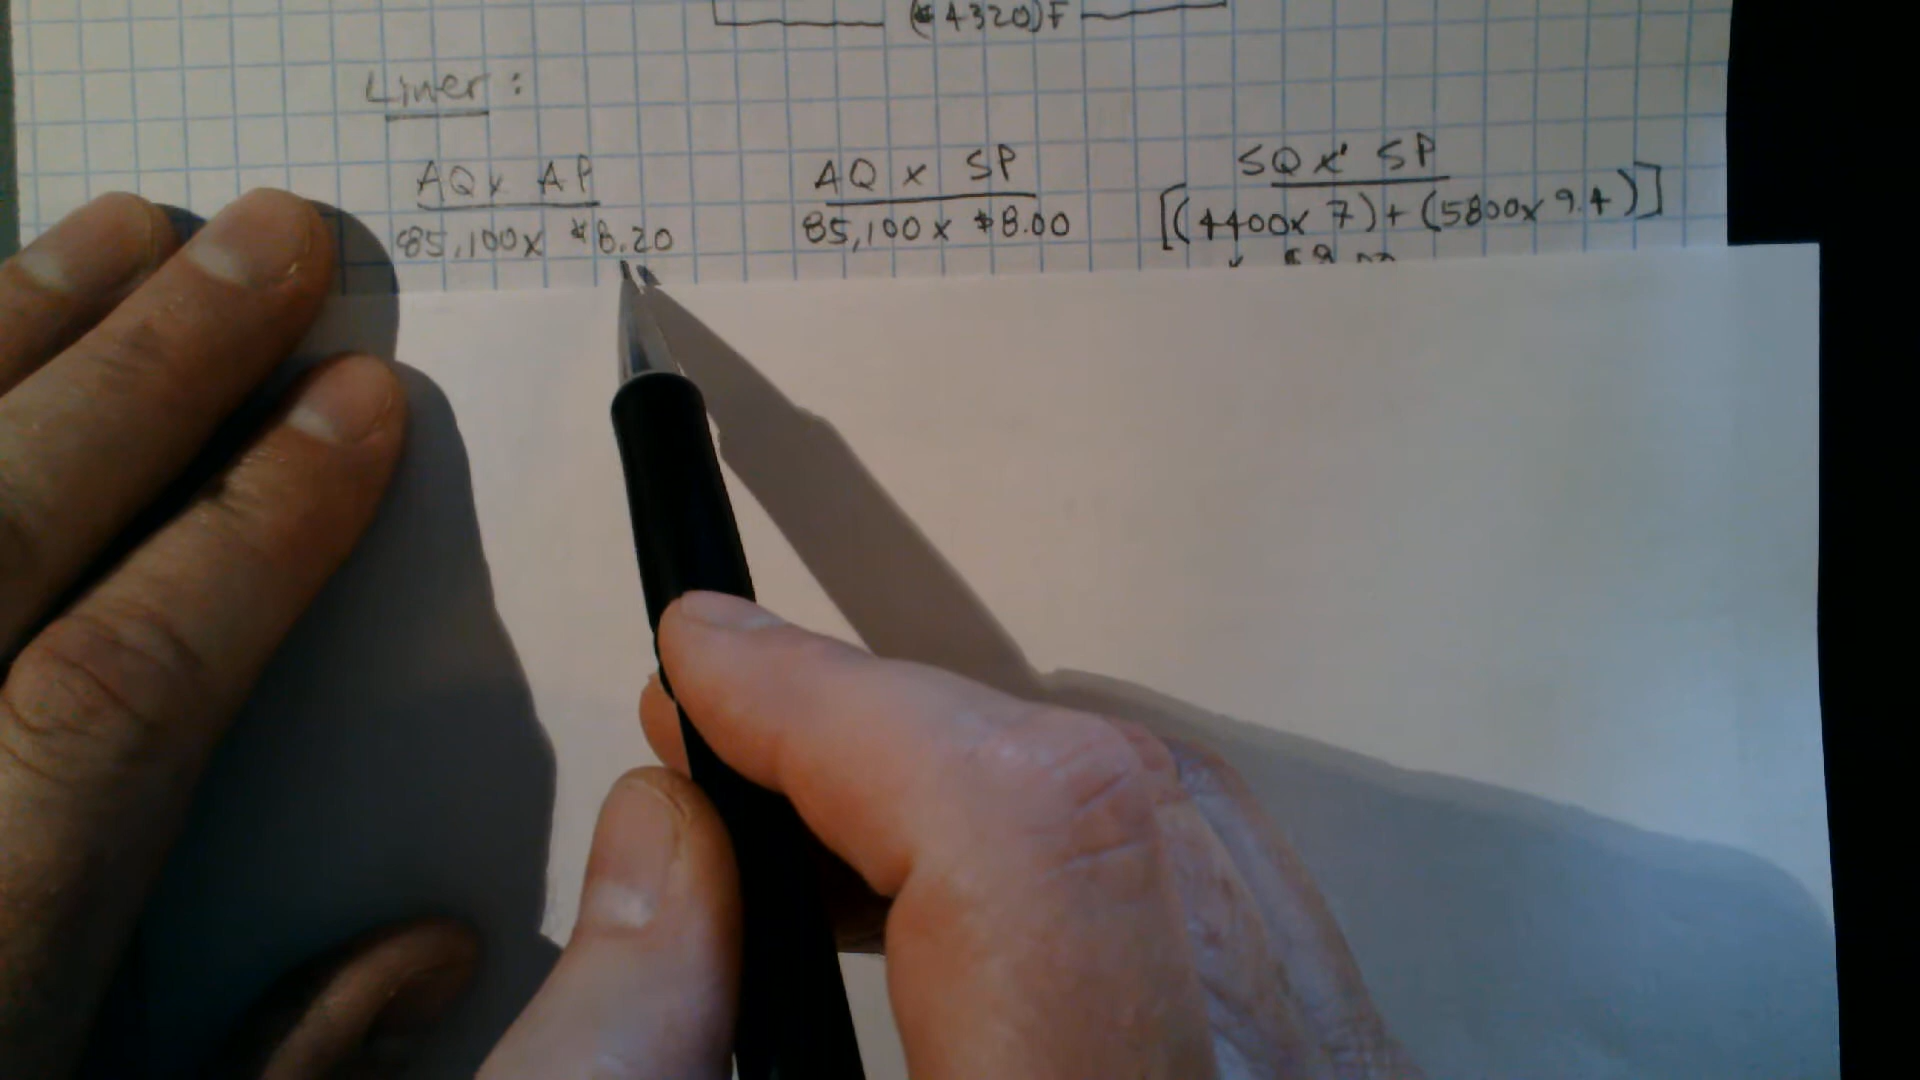 ($4320)F
Liner:
AQ x AP AQ x SP SQ x SP
85,100 x $8.20 85,100 x $8.00 [(4400 x 7) + (5800 x 9.4)]